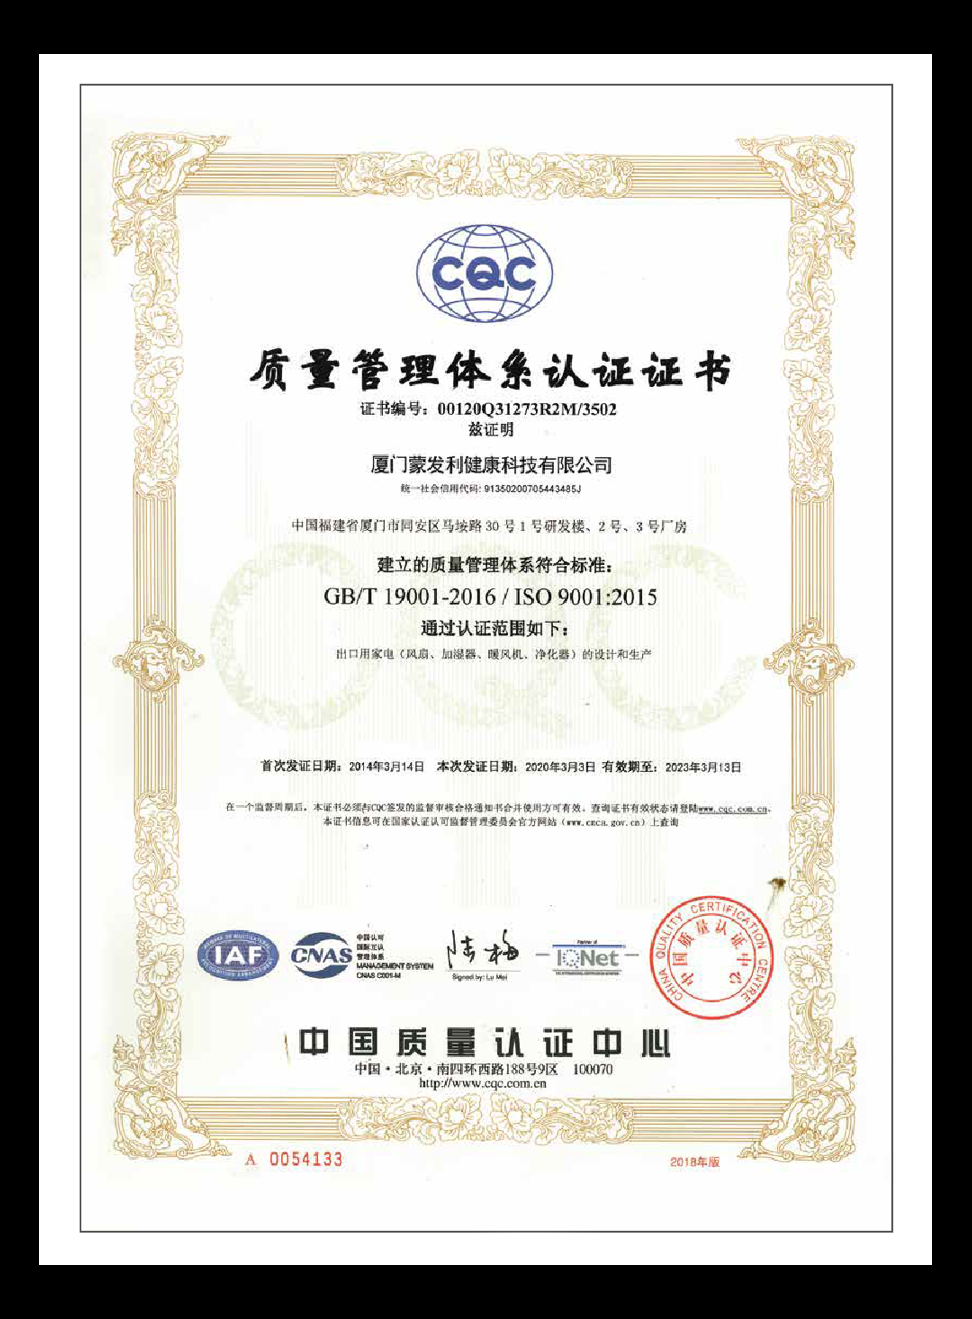 CQC
质量管理体系认证证书
证书编号：00120Q31273R2M/3502
兹证明
厦门蒙发利健康科技有限公司
统一社会信用代码: 91350200705443485J
中国福建省厦门市同安区马垵路 30 号 1 号研发楼、2 号、3 号厂房
建立的质量管理体系符合标准：
GB/T 19001-2016 / ISO 9001:2015
通过认证范围如下：
出口用家电（风扇、加湿器、暖风机、净化器）的设计和生产
首次发证日期：2014年3月14日 本次发证日期：2020年3月3日 有效期至：2023年3月13日
在一个监督周期后，本证书必须与CQC签发的监督审核合格通知书合并使用方可有效。查询证书有效状态请登陆www.cqc.com.cn。
本证书信息可在国家认证认可监督管理委员会官方网站（www.cnca.gov.cn）上查询
IAF
CNAS
中国认可
国际互认
管理体系
MANAGEMENT SYSTEM
CNAS C001-M
陆梅
Signed by: Lu Mei
Partner of
IQNet
CHINA QUALITY CERTIFICATION CENTRE
中国质量认证中心
中国质量认证中心
中国·北京·南四环西路188号9区 100070
http://www.cqc.com.cn
A 0054133
2018年版